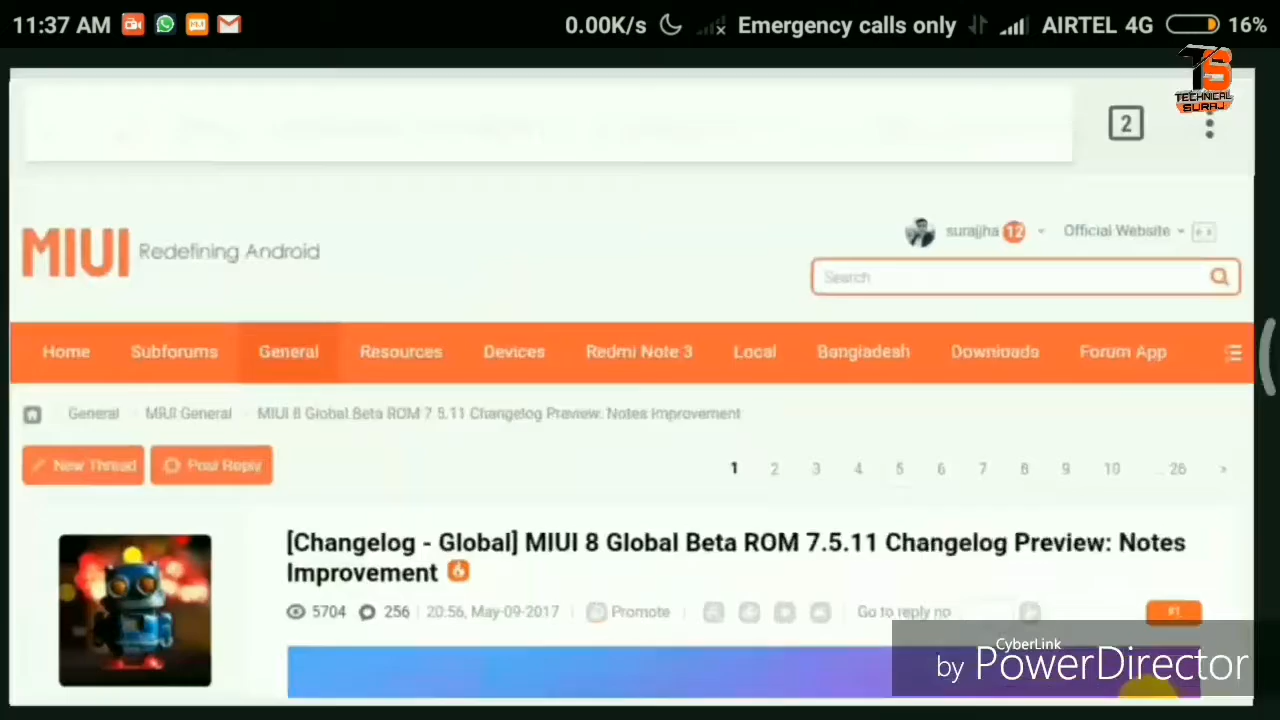 11:37 AM 0.00K/s Emergency calls only AIRTEL 4G 16%
TS
TECHNICAL
SURAJ
2
MIUI Redefining Android
surajjha 12 Official Website
Search
Home Subforums General Resources Devices Redmi Note 3 Local Bangladesh Downloads Forum App
General MIUI General MIUI 8 Global Beta ROM 7.5.11 Changelog Preview: Notes Improvement
New Thread Post Reply 1 2 3 4 5 6 7 8 9 10 ... 26 >
[Changelog - Global] MIUI 8 Global Beta ROM 7.5.11 Changelog Preview: Notes
Improvement
5704 256 20:56, May-09-2017 Promote Go to reply no #1
CyberLink
by PowerDirector